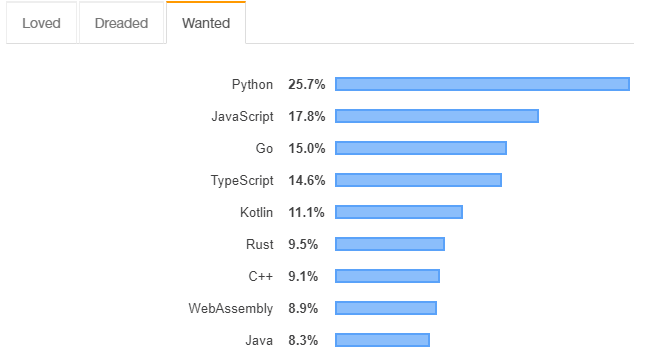 Loved Dreaded Wanted
Python 25.7%
JavaScript 17.8%
Go 15.0%
TypeScript 14.6%
Kotlin 11.1%
Rust 9.5%
C++ 9.1%
WebAssembly 8.9%
Java 8.3%